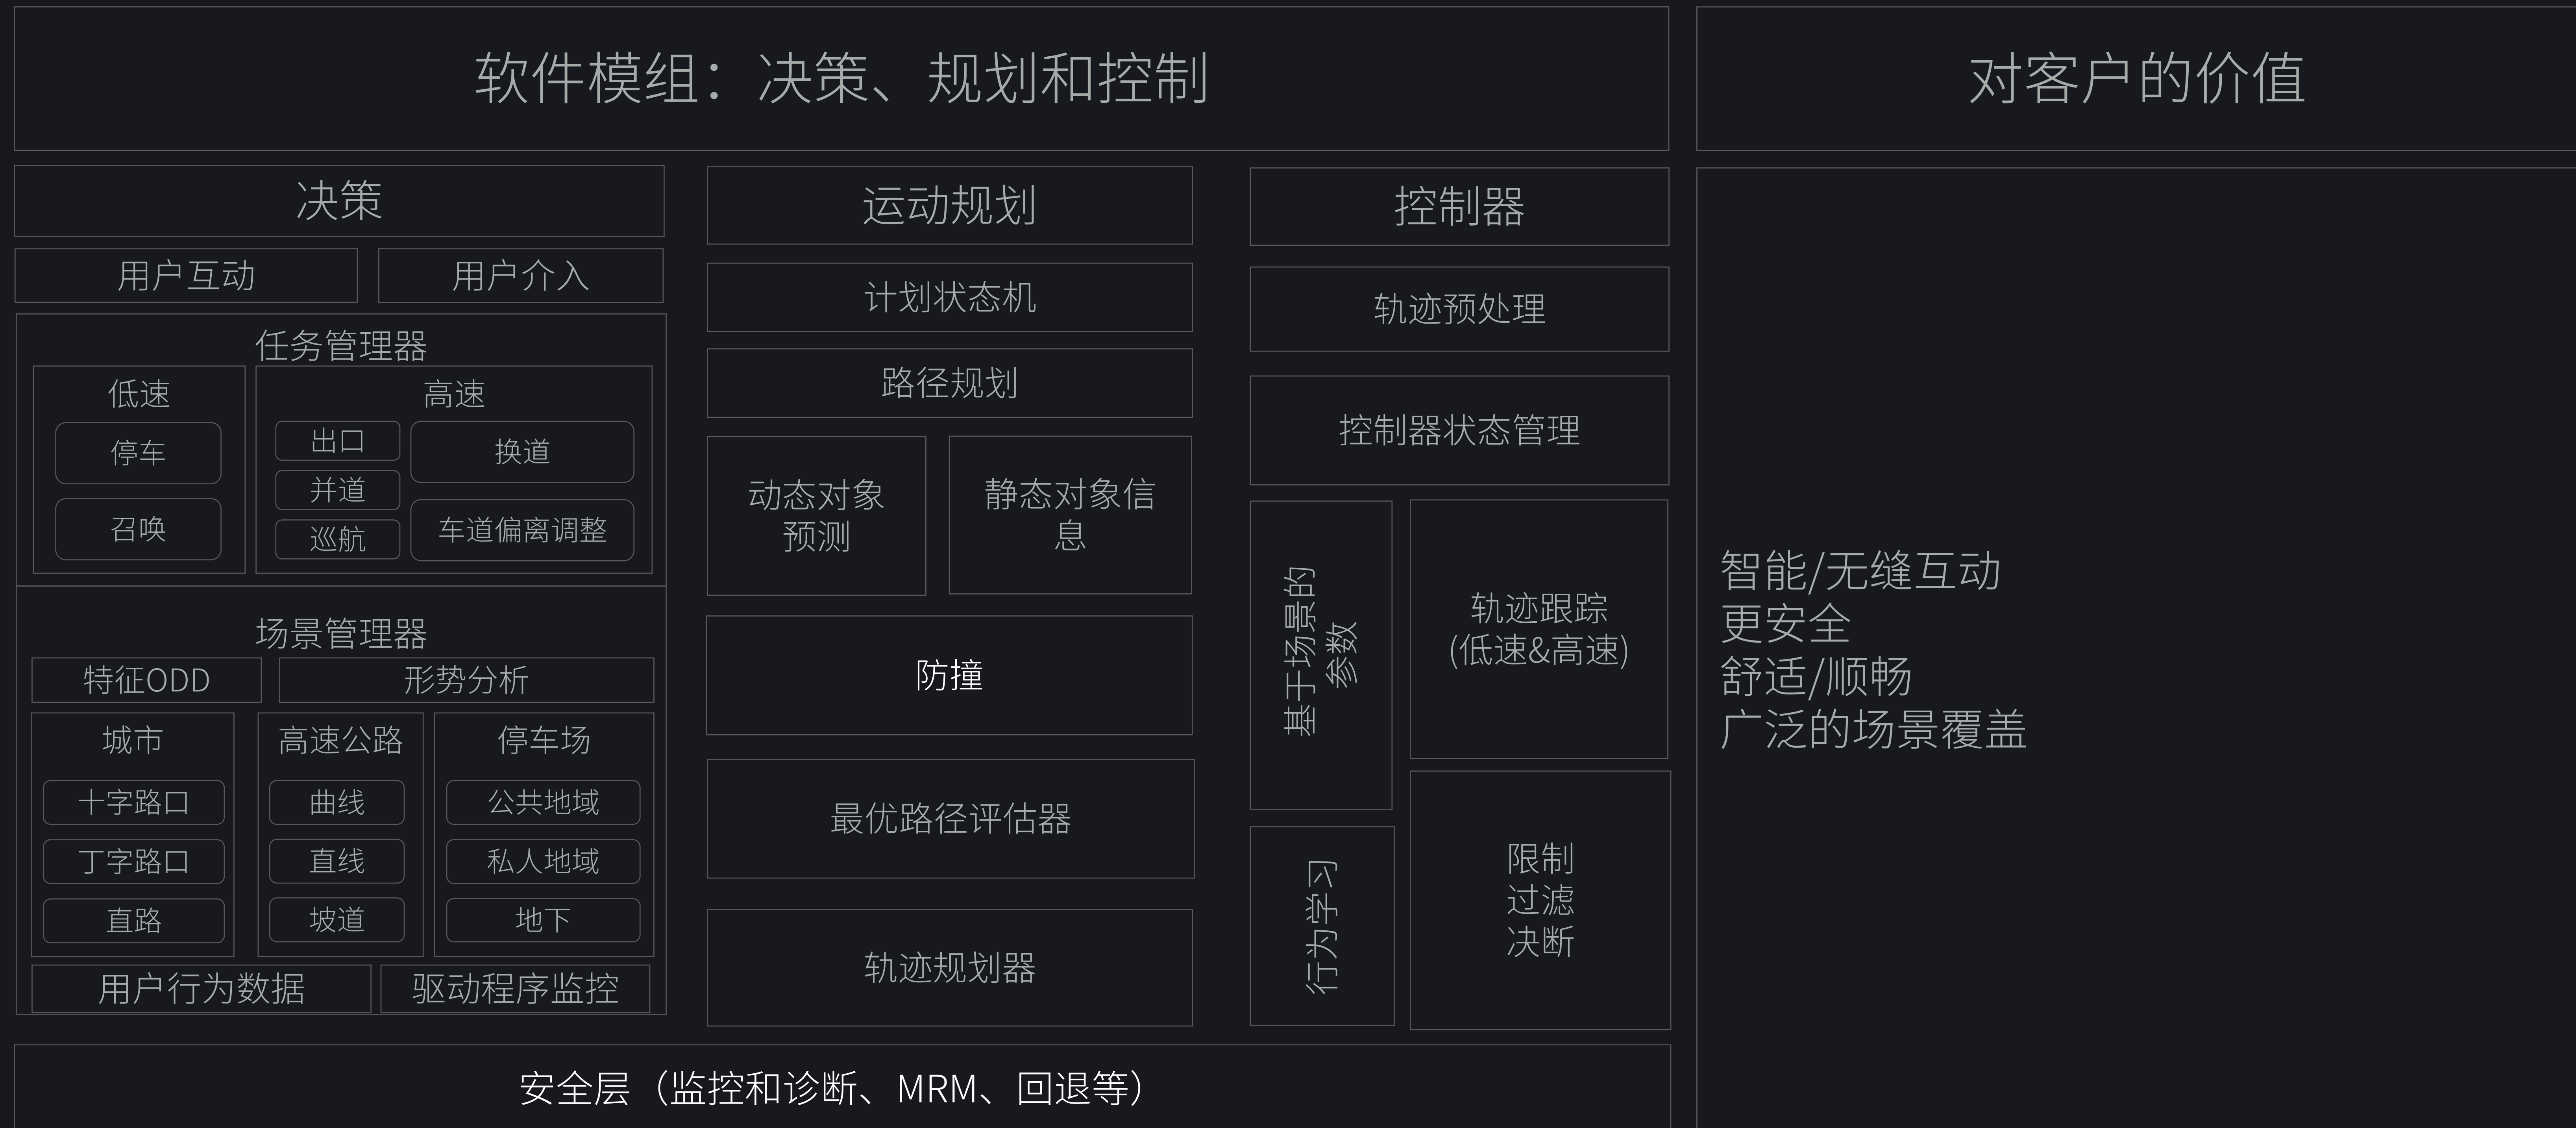 软件模组：决策、规划和控制
对客户的价值
决策
用户互动
用户介入
任务管理器
低速
停车
召唤
高速
出口
并道
巡航
换道
车道偏离调整
场景管理器
特征ODD
形势分析
城市
十字路口
丁字路口
直路
高速公路
曲线
直线
坡道
停车场
公共地域
私人地域
地下
用户行为数据
驱动程序监控
运动规划
计划状态机
路径规划
动态对象
预测
静态对象信
息
防撞
最优路径评估器
轨迹规划器
控制器
轨迹预处理
控制器状态管理
基于场景的
参数
轨迹跟踪
(低速&高速)
行为学习
限制
过滤
决断
智能/无缝互动
更安全
舒适/顺畅
广泛的场景覆盖
安全层（监控和诊断、MRM、回退等）